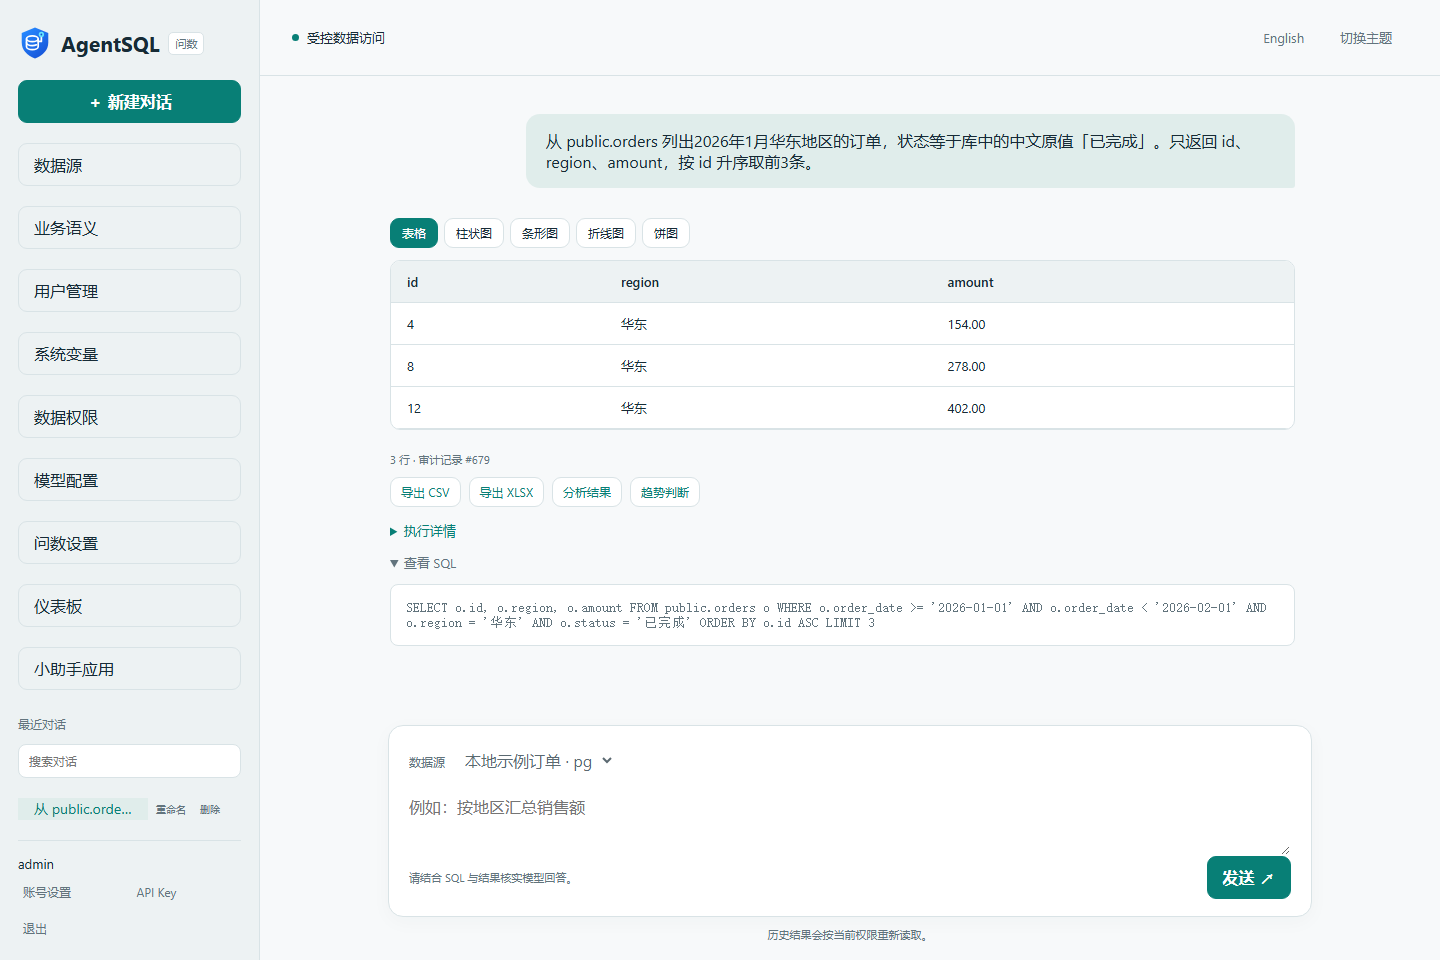 AgentSQL 问数
+ 新建对话
数据源
业务语义
用户管理
系统变量
数据权限
模型配置
问数设置
仪表板
小助手应用
最近对话
搜索对话
从 public.orde... 重命名 删除
admin
账号设置 API Key
退出
受控数据访问 English 切换主题
从 public.orders 列出2026年1月华东地区的订单，状态等于库中的中文原值「已完成」。只返回 id、
region、amount，按 id 升序取前3条。
表格 柱状图 条形图 折线图 饼图
id region amount
4 华东 154.00
8 华东 278.00
12 华东 402.00
3 行 · 审计记录 #679
导出 CSV 导出 XLSX 分析结果 趋势判断
▶ 执行详情
▼ 查看 SQL
SELECT o.id, o.region, o.amount FROM public.orders o WHERE o.order_date >= '2026-01-01' AND o.order_date < '2026-02-01' AND
o.region = '华东' AND o.status = '已完成' ORDER BY o.id ASC LIMIT 3
数据源 本地示例订单 · pg
例如：按地区汇总销售额
请结合 SQL 与结果核实模型回答。
发送 ↗
历史结果会按当前权限重新读取。